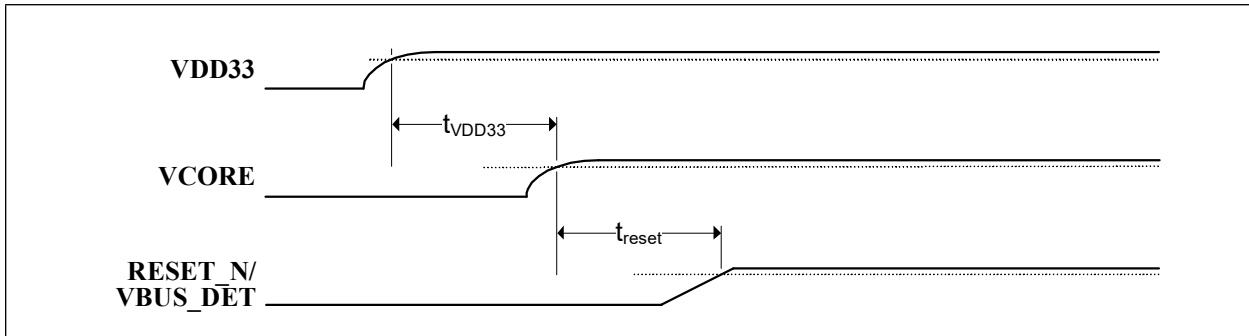 VDD33
tVDD33
VCORE
treset
RESET_N/
VBUS_DET